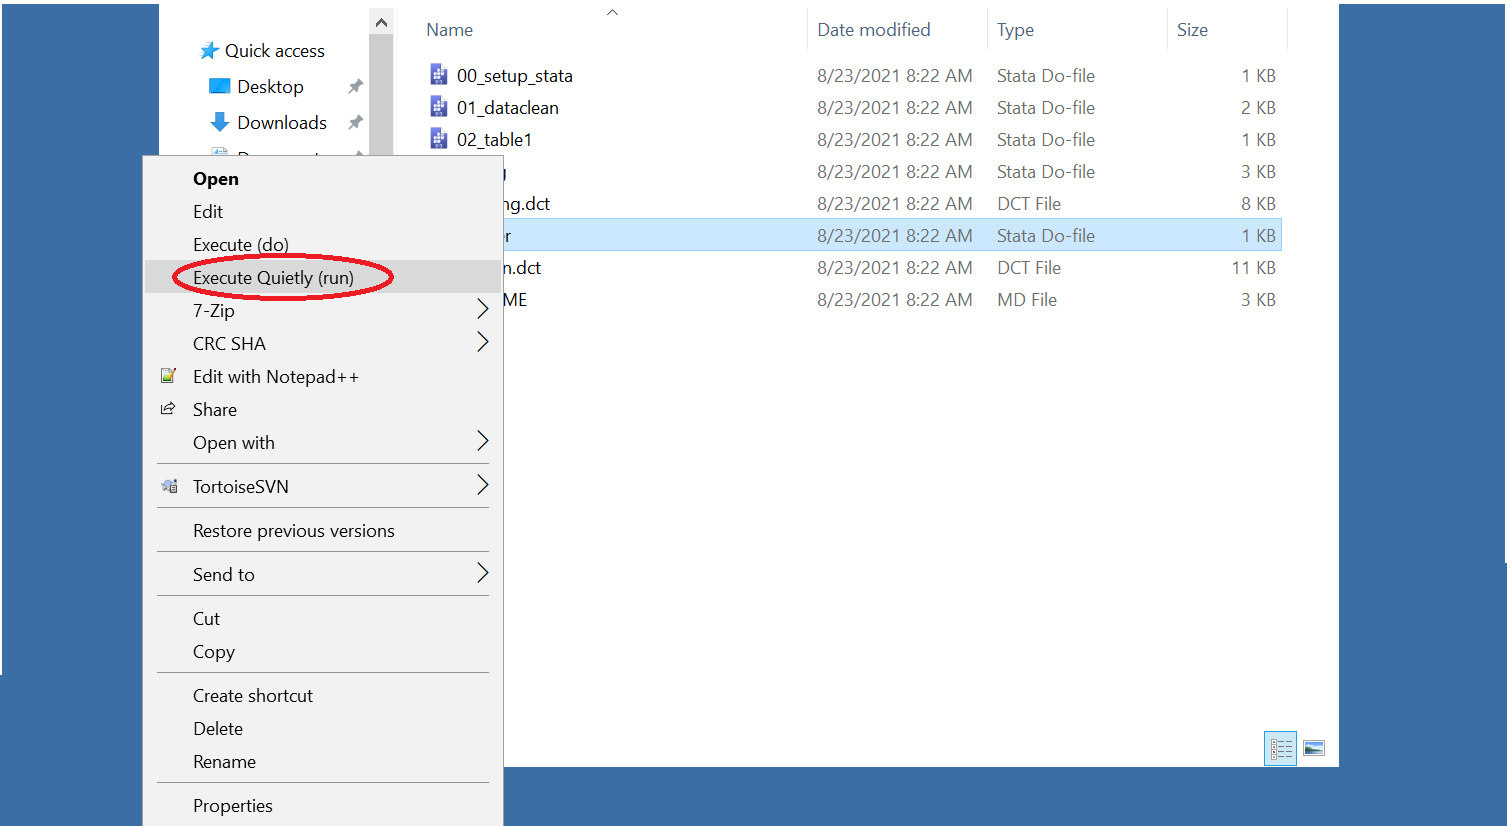 Name Date modified Type Size
Quick access
Desktop
Downloads
00_setup_stata 8/23/2021 8:22 AM Stata Do-file 1 KB
01_dataclean 8/23/2021 8:22 AM Stata Do-file 2 KB
02_table1 8/23/2021 8:22 AM Stata Do-file 1 KB
8/23/2021 8:22 AM Stata Do-file 3 KB
ng.dct 8/23/2021 8:22 AM DCT File 8 KB
r 8/23/2021 8:22 AM Stata Do-file 1 KB
n.dct 8/23/2021 8:22 AM DCT File 11 KB
ME 8/23/2021 8:22 AM MD File 3 KB
Open
Edit
Execute (do)
Execute Quietly (run)
7-Zip
CRC SHA
Edit with Notepad++
Share
Open with
TortoiseSVN
Restore previous versions
Send to
Cut
Copy
Create shortcut
Delete
Rename
Properties